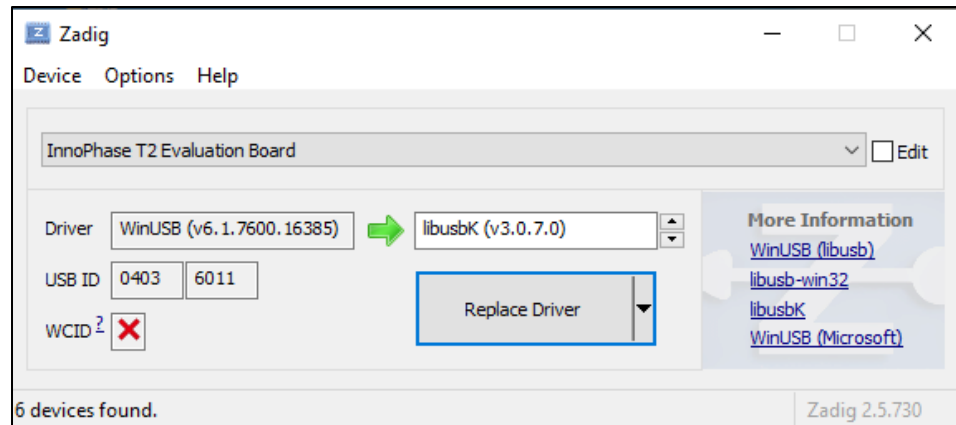 Zadig
Device Options Help
InnoPhase T2 Evaluation Board
Edit
Driver WinUSB (v6.1.7600.16385) libusbK (v3.0.7.0)
USB ID 0403 6011
WCID ?
Replace Driver
More Information
WinUSB (libusb)
libusb-win32
libusbK
WinUSB (Microsoft)
6 devices found.
Zadig 2.5.730